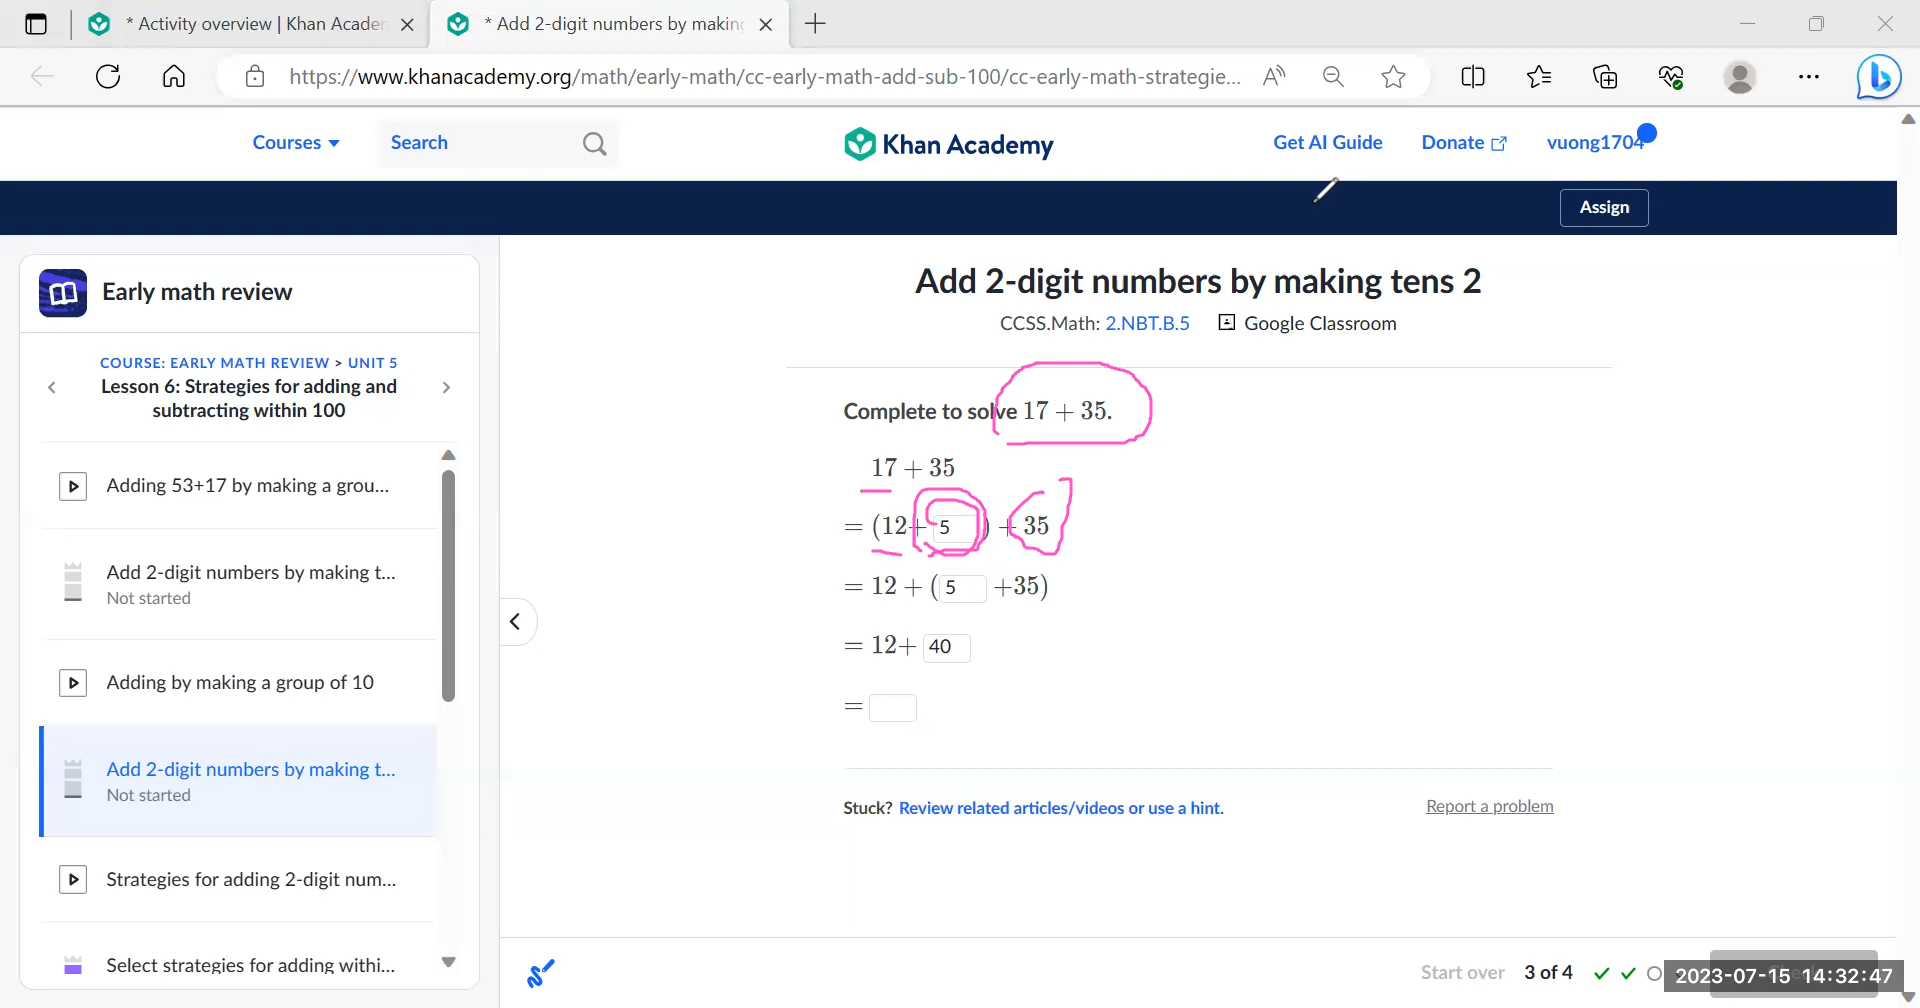 * Activity overview | Khan Acade
* Add 2-digit numbers by making
https://www.khanacademy.org/math/early-math/cc-early-math-add-sub-100/cc-early-math-strategie...
Courses
Search
Khan Academy
Get AI Guide
Donate
vuong1704
Assign
Early math review
COURSE: EARLY MATH REVIEW > UNIT 5
Lesson 6: Strategies for adding and
subtracting within 100
Adding 53+17 by making a grou...
Add 2-digit numbers by making t...
Not started
Adding by making a group of 10
Add 2-digit numbers by making t...
Not started
Strategies for adding 2-digit num...
Select strategies for adding withi...
Add 2-digit numbers by making tens 2
CCSS.Math: 2.NBT.B.5 Google Classroom
Complete to solve 17 + 35.
17 + 35
= (12+ 5 ) + 35
= 12 + ( 5 +35)
= 12+ 40
=
Stuck? Review related articles/videos or use a hint.
Report a problem
Start over 3 of 4
2023-07-15 14:32:47